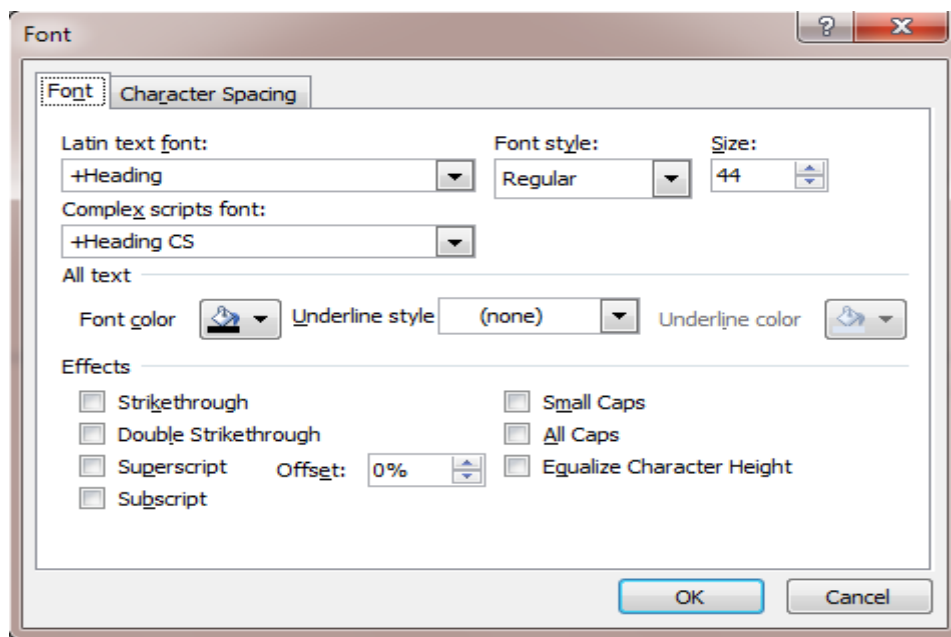 Font
Font Character Spacing
Latin text font: Font style: Size:
+Heading Regular 44
Complex scripts font:
+Heading CS
All text
Font color Underline style (none) Underline color
Effects
Strikethrough Small Caps
Double Strikethrough All Caps
Superscript Offset: 0% Equalize Character Height
Subscript
OK Cancel